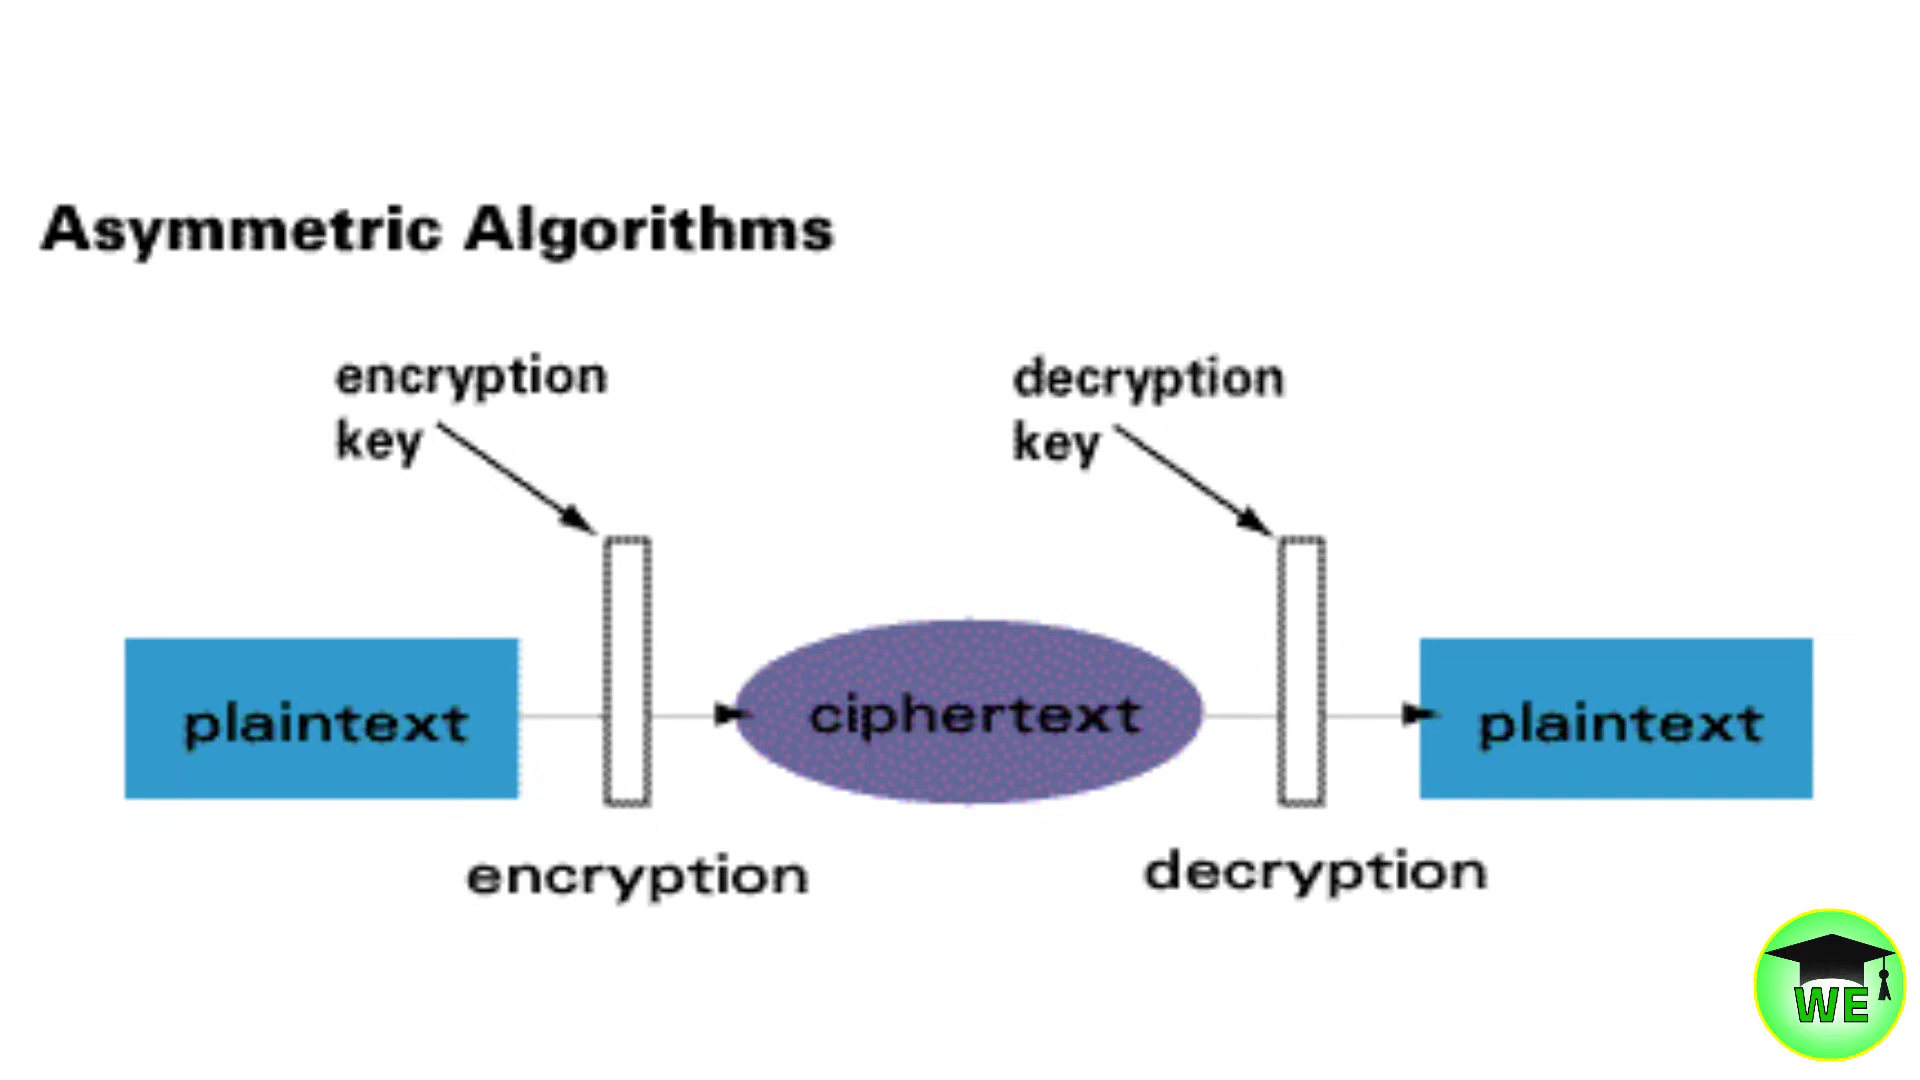 Asymmetric Algorithms
encryption
key
decryption
key
plaintext
ciphertext
plaintext
encryption
decryption
WE